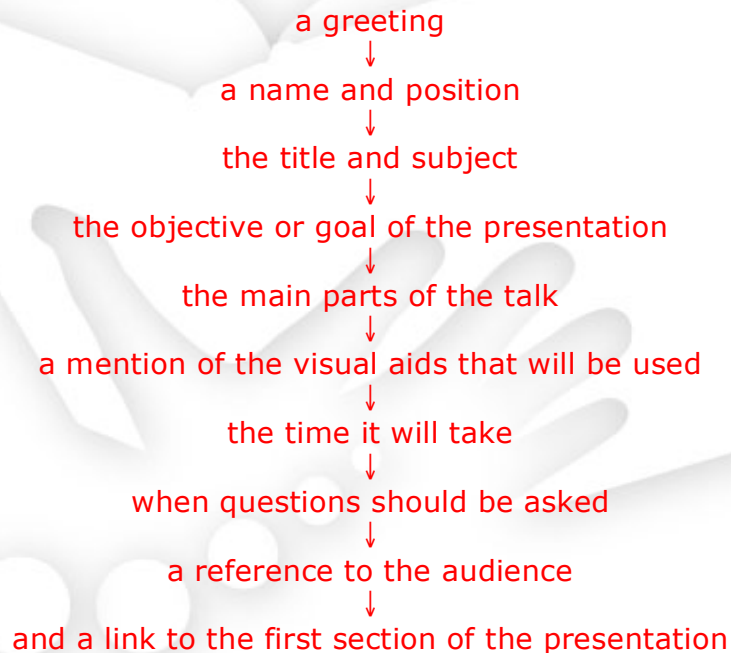 a greeting
↓
a name and position
↓
the title and subject
↓
the objective or goal of the presentation
↓
the main parts of the talk
↓
a mention of the visual aids that will be used
↓
the time it will take
↓
when questions should be asked
↓
a reference to the audience
↓
and a link to the first section of the presentation